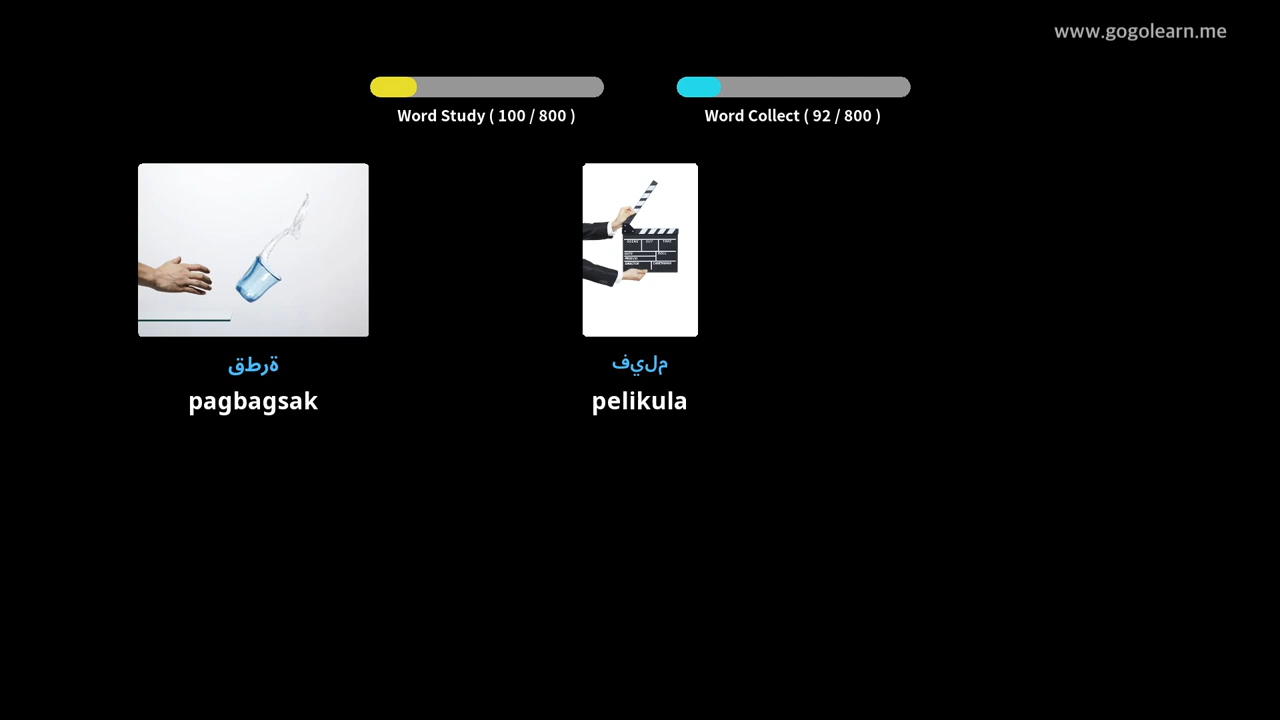 www.gogolearn.me
Word Study ( 100 / 800 )
Word Collect ( 92 / 800 )
ةرطق
مليف
pagbagsak
pelikula